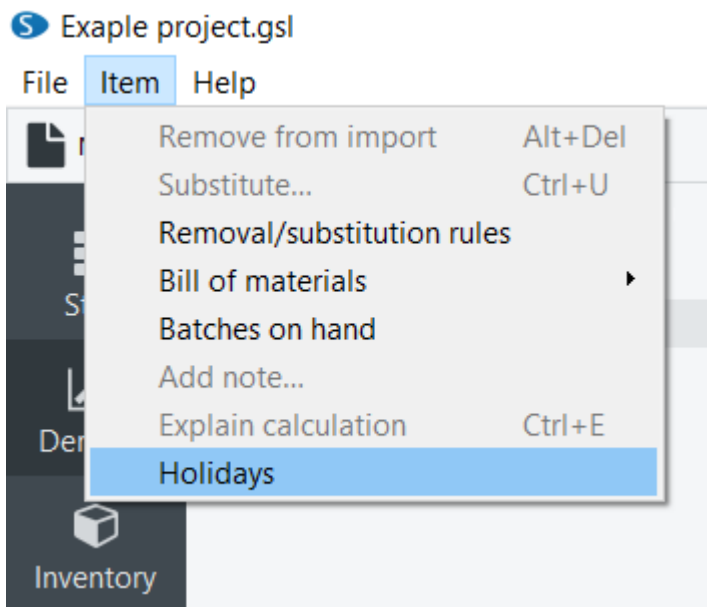 Exaple project.gsl
File Item Help
Remove from import Alt+Del
Substitute... Ctrl+U
Removal/substitution rules
Bill of materials
Batches on hand
Add note...
Explain calculation Ctrl+E
Holidays
Inventory